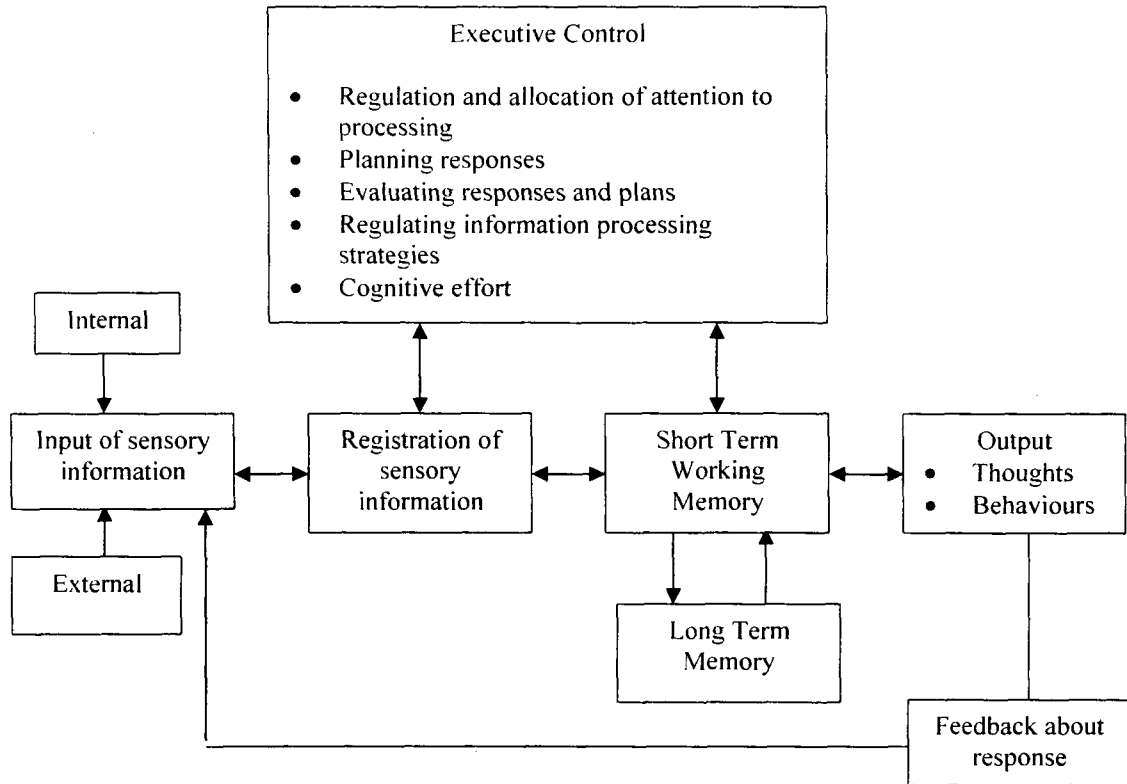 Executive Control
• Regulation and allocation of attention to
processing
• Planning responses
• Evaluating responses and plans
• Regulating information processing
strategies
• Cognitive effort
Internal
Input of sensory
information
External
Registration of
sensory
information
Short Term
Working
Memory
Output
• Thoughts
• Behaviours
Long Term
Memory
Feedback about
response